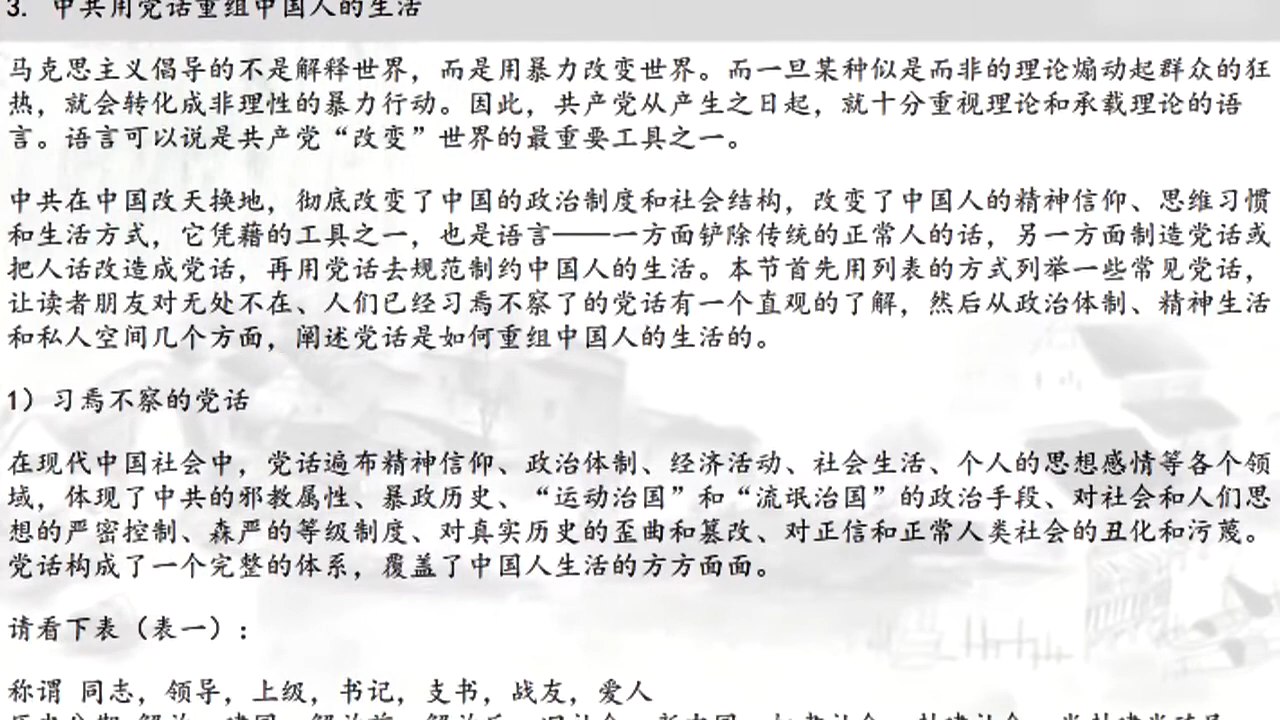 3. 中共用党话重组中国人的生活
马克思主义倡导的不是解释世界，而是用暴力改变世界。而一旦某种似是而非的理论煽动起群众的狂
热，就会转化成非理性的暴力行动。因此，共产党从产生之日起，就十分重视理论和承载理论的语
言。语言可以说是共产党“改变”世界的最重要工具之一。
中共在中国改天换地，彻底改变了中国的政治制度和社会结构，改变了中国人的精神信仰、思维习惯
和生活方式，它凭藉的工具之一，也是语言——一方面铲除传统的正常人的话，另一方面制造党话或
把人话改造成党话，再用党话去规范制约中国人的生活。本节首先用列表的方式列举一些常见党话，
让读者朋友对无处不在、人们已经习焉不察了的党话有一个直观的了解，然后从政治体制、精神生活
和私人空间几个方面，阐述党话是如何重组中国人的生活的。
1）习焉不察的党话
在现代中国社会中，党话遍布精神信仰、政治体制、经济活动、社会生活、个人的思想感情等各个领
域，体现了中共的邪教属性、暴政历史、“运动治国”和“流氓治国”的政治手段、对社会和人们思
想的严密控制、森严的等级制度、对真实历史的歪曲和篡改、对正信和正常人类社会的丑化和污蔑。
党话构成了一个完整的体系，覆盖了中国人生活的方方面面。
请看下表（表一）：
称谓 同志，领导，上级，书记，支书，战友，爱人